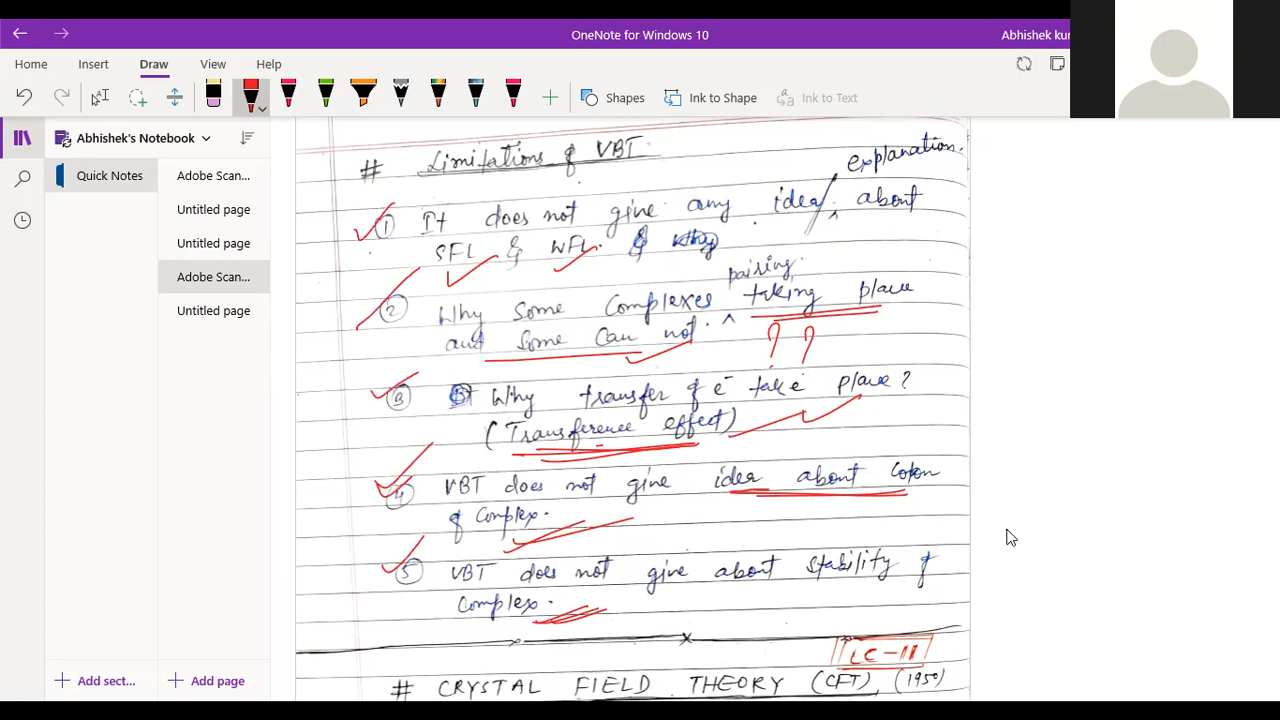 OneNote for Windows 10
Abhishek kum
Home Insert Draw View Help
Shapes Ink to Shape Ink to Text
Abhishek's Notebook
Quick Notes
Adobe Scan...
Untitled page
Untitled page
Adobe Scan...
Untitled page
Add sect...
Add page
# Limitations of VBT
explanation.
① It does not give any idea ^ about
SFL & WFL. &
pairing
② Why Some Complexes ^ taking place
and Some Can not.
? ?
③ Why transfer of e⁻ take place?
(Transference effect)
④ VBT does not give idea about
of Complex.
⑤ VBT does not give about stability of
Complex.
LC-11
# CRYSTAL FIELD THEORY (CFT), (1950)